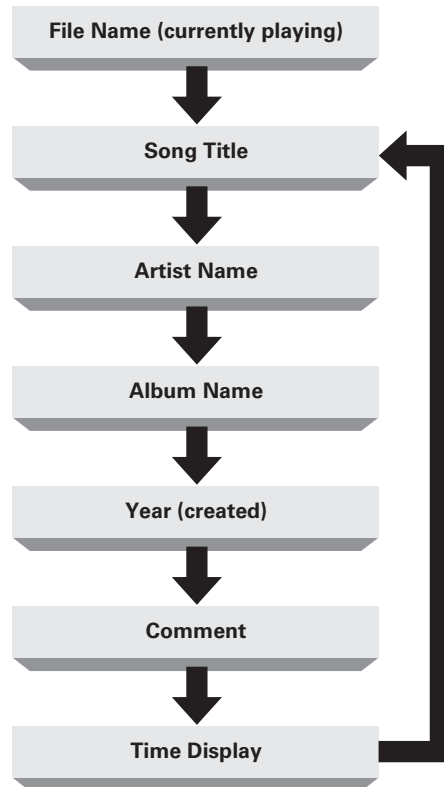 File Name (currently playing)
Song Title
Artist Name
Album Name
Year (created)
Comment
Time Display